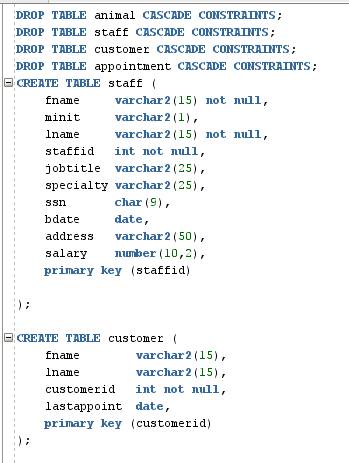 DROP TABLE animal CASCADE CONSTRAINTS;
DROP TABLE staff CASCADE CONSTRAINTS;
DROP TABLE customer CASCADE CONSTRAINTS;
DROP TABLE appointment CASCADE CONSTRAINTS;
CREATE TABLE staff (
    fname     varchar2(15) not null,
    minit     varchar2(1),
    lname     varchar2(15) not null,
    staffid   int not null,
    jobtitle  varchar2(25),
    specialty varchar2(25),
    ssn       char(9),
    bdate     date,
    address   varchar2(50),
    salary    number(10,2),
    primary key (staffid)

);

CREATE TABLE customer (
    fname        varchar2(15),
    lname        varchar2(15),
    customerid   int not null,
    lastappoint  date,
    primary key (customerid)
);